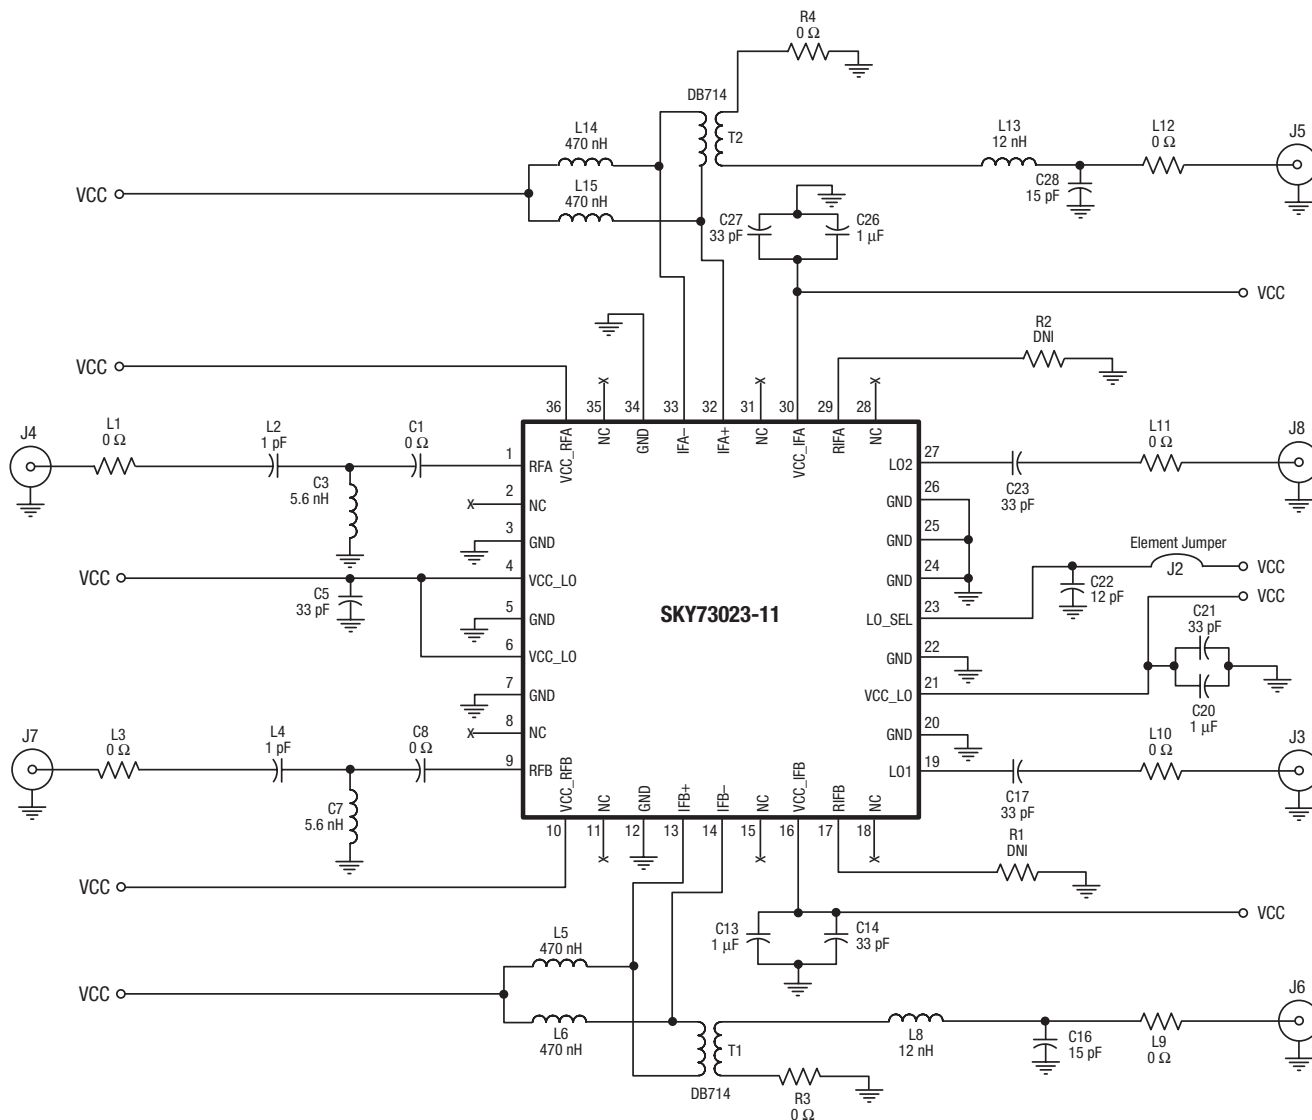 R4
0 Ω
DB714
T2
L14
470 nH
L15
470 nH
VCC
L13
12 nH
L12
0 Ω
J5
C28
15 pF
C27
33 pF
C26
1 µF
VCC
R2
DNI
VCC
36
35
34
33
32
31
30
29
28
VCC_RFA
NC
GND
IFA–
IFA+
NC
VCC_IFA
RIFA
NC
J4
L1
0 Ω
L2
1 pF
C1
0 Ω
C3
5.6 nH
1
RFA
2
NC
3
GND
VCC
4
VCC_LO
C5
33 pF
5
GND
6
VCC_LO
7
GND
8
NC
J7
L3
0 Ω
L4
1 pF
C8
0 Ω
9
RFB
C7
5.6 nH
SKY73023-11
LO2
27
L11
0 Ω
J8
C23
33 pF
GND
26
GND
25
GND
24
Element Jumper
J2
VCC
C22
12 pF
VCC
LO_SEL
23
C21
33 pF
GND
22
VCC_LO
21
C20
1 µF
GND
20
LO1
19
L10
0 Ω
J3
C17
33 pF
VCC_RFB
NC
GND
IFB+
IFB–
NC
VCC_IFB
RIFB
NC
10
11
12
13
14
15
16
17
18
R1
DNI
VCC
VCC
C13
1 µF
C14
33 pF
L5
470 nH
VCC
L6
470 nH
T1
DB714
L8
12 nH
C16
15 pF
L9
0 Ω
J6
R3
0 Ω